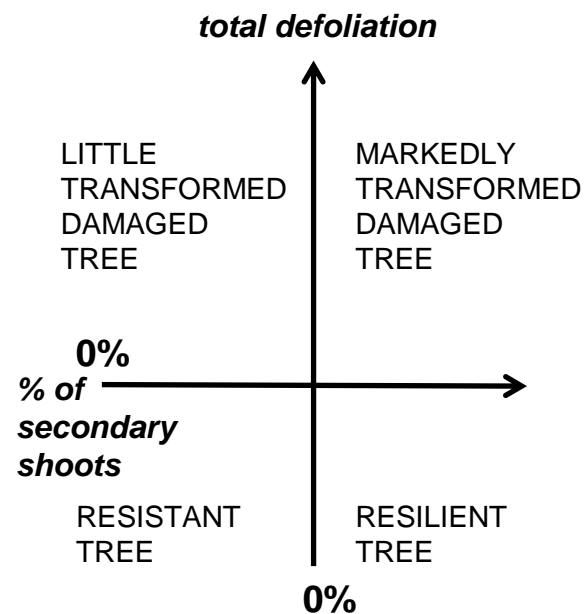 total defoliation
LITTLE
TRANSFORMED
DAMAGED
TREE
MARKEDLY
TRANSFORMED
DAMAGED
TREE
0%
% of
secondary
shoots
RESISTANT
TREE
RESILIENT
TREE
0%